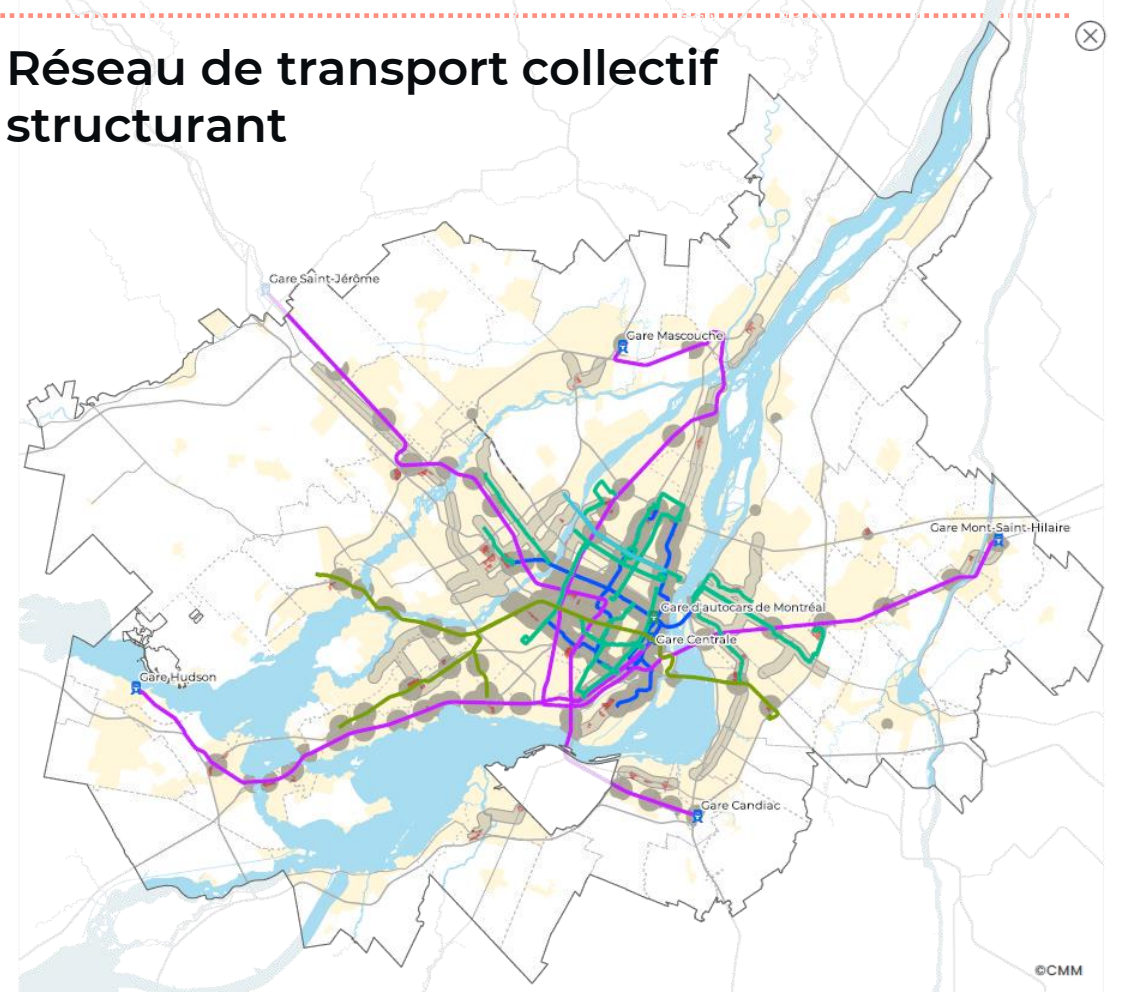 Réseau de transport collectif
structurant
Gare Saint-Jérôme
Gare Mascouche
Gare Mont-Saint-Hilaire
Gare d'autocars de Montréal
Gare Centrale
Gare Hudson
Gare Candiac
©CMM